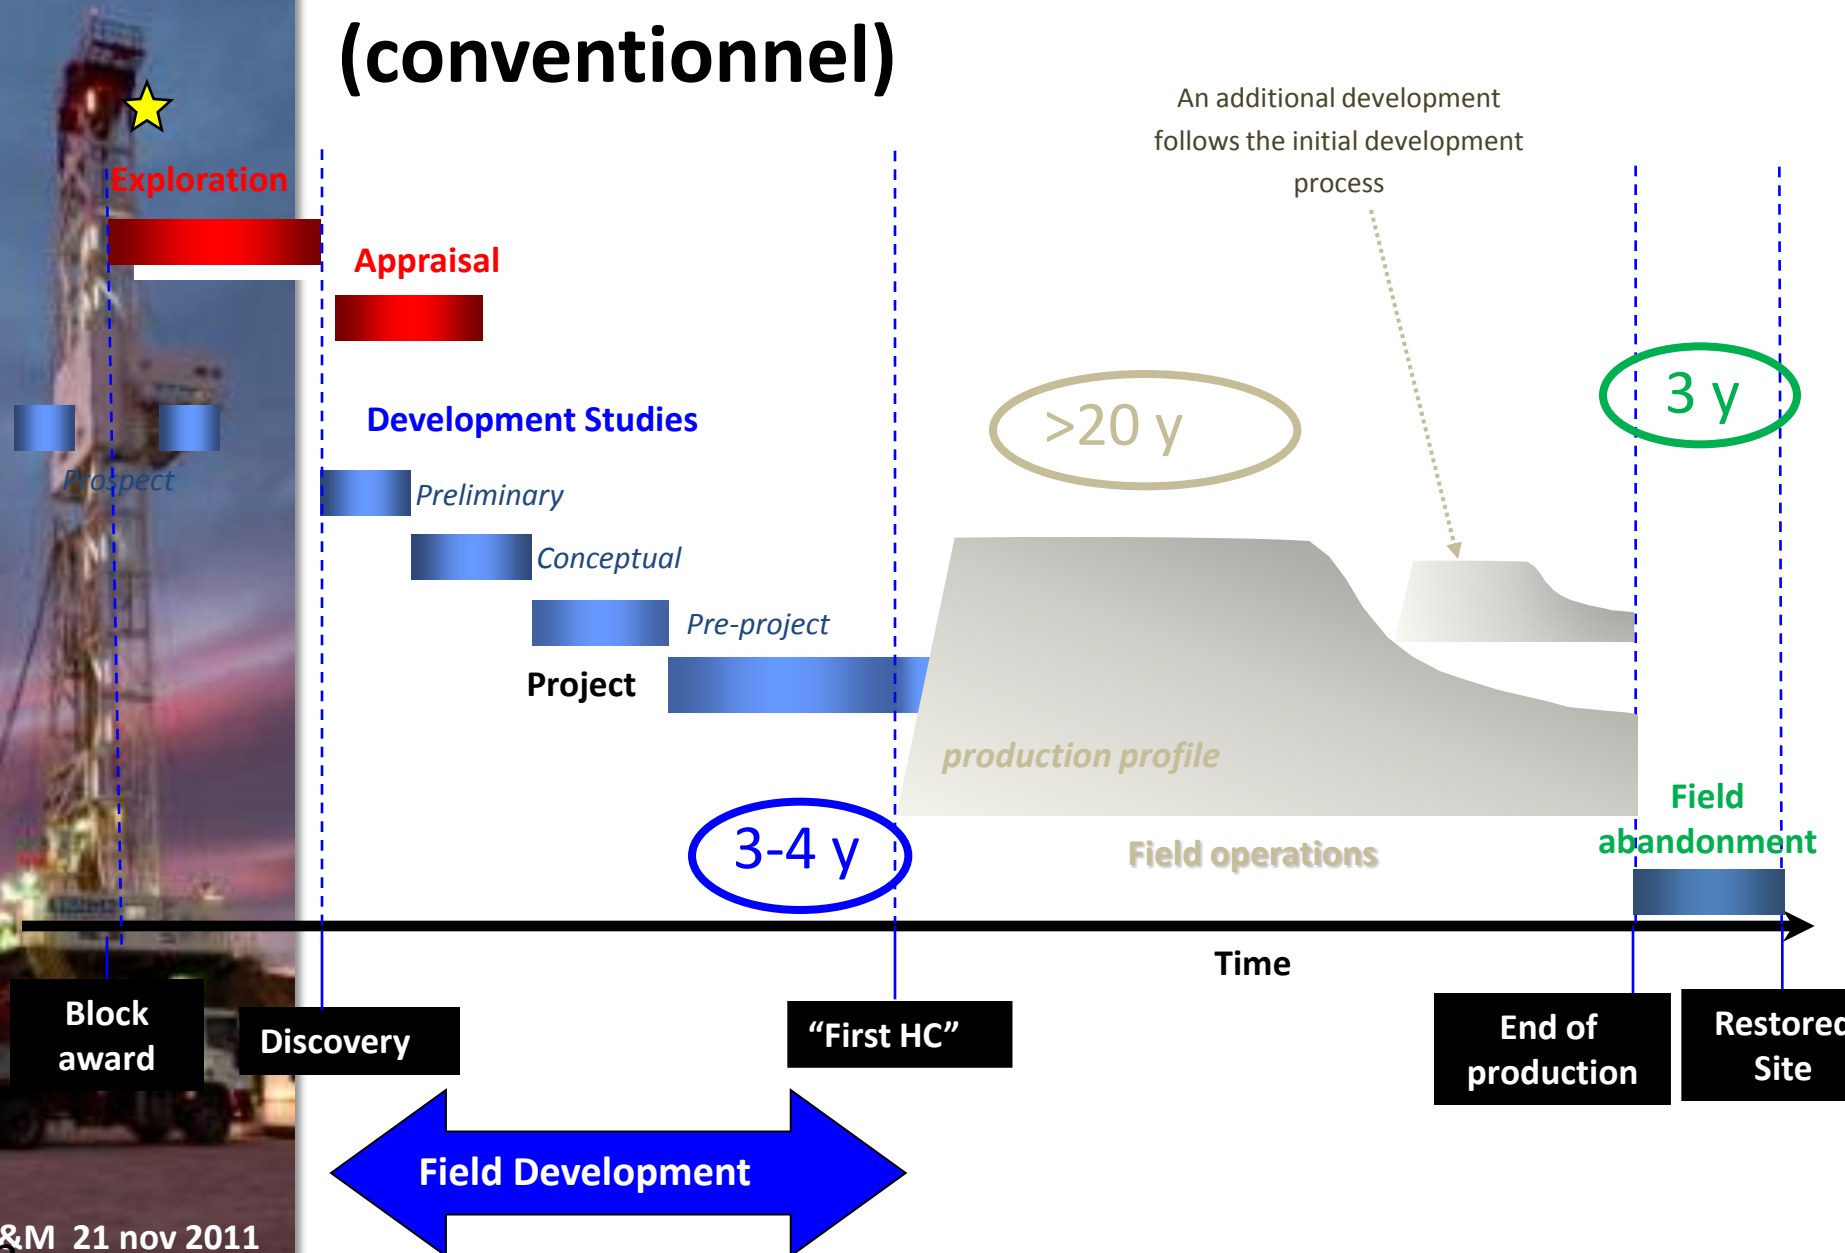 (conventionnel)
An additional development
follows the initial development
process
Exploration
Appraisal
>20 y
3 y
Development Studies
Prospect
Preliminary
Conceptual
Pre-project
Project
production profile
Field
abandonment
3-4 y
Field operations
Time
Block
award
Discovery
“First HC”
End of
production
Restored
Site
Field Development
&M 21 nov 2011